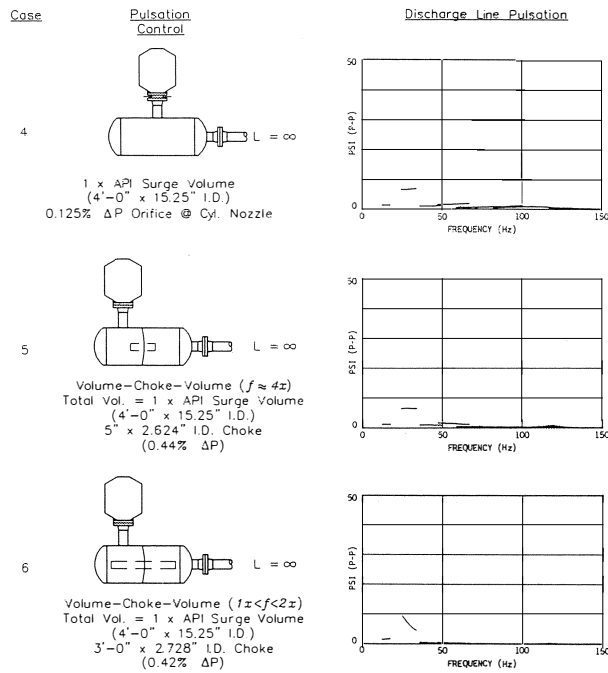 Case Pulsation Control Discharge Line Pulsation
4
L = ∞
1 x API Surge Volume
(4'-0" x 15.25" I.D.)
0.125% ΔP Orifice @ Cyl. Nozzle
50
PSI (P-P)
0
0 50 100 150
FREQUENCY (Hz)
5
L = ∞
Volume-Choke-Volume (f ≈ 4x)
Total Vol. = 1 x API Surge Volume
(4'-0" x 15.25" I.D.)
5" x 2.624" I.D. Choke
(0.44% ΔP)
50
PSI (P-P)
0
0 50 100 150
FREQUENCY (Hz)
6
L = ∞
Volume-Choke-Volume (1x<f<2x)
Total Vol. = 1 x API Surge Volume
(4'-0" x 15.25" I.D.)
3'-0" x 2.728" I.D. Choke
(0.42% ΔP)
50
PSI (P-P)
0
0 50 100 150
FREQUENCY (Hz)